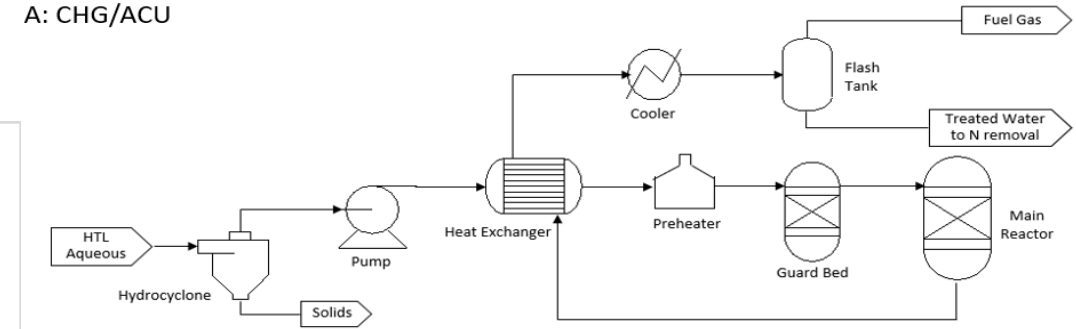 A: CHG/ACU
Fuel Gas
Flash
Tank
Cooler
Treated Water
to N removal
Heat Exchanger
Preheater
Guard Bed
Main
Reactor
HTL
Aqueous
Pump
Hydrocyclone
Solids